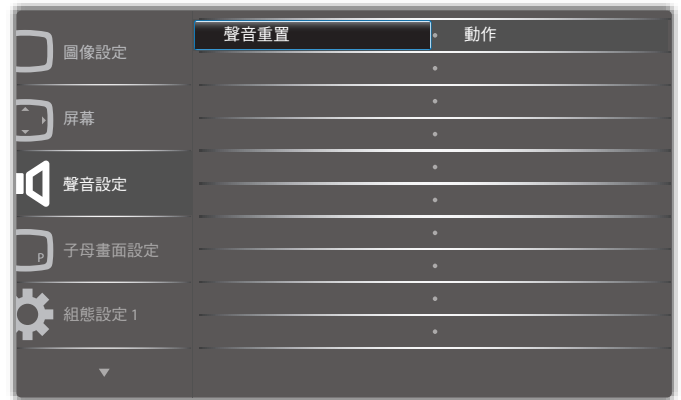 聲音重置 動作
圖像設定
屏幕
聲音設定
P
子母畫面設定
組態設定 1